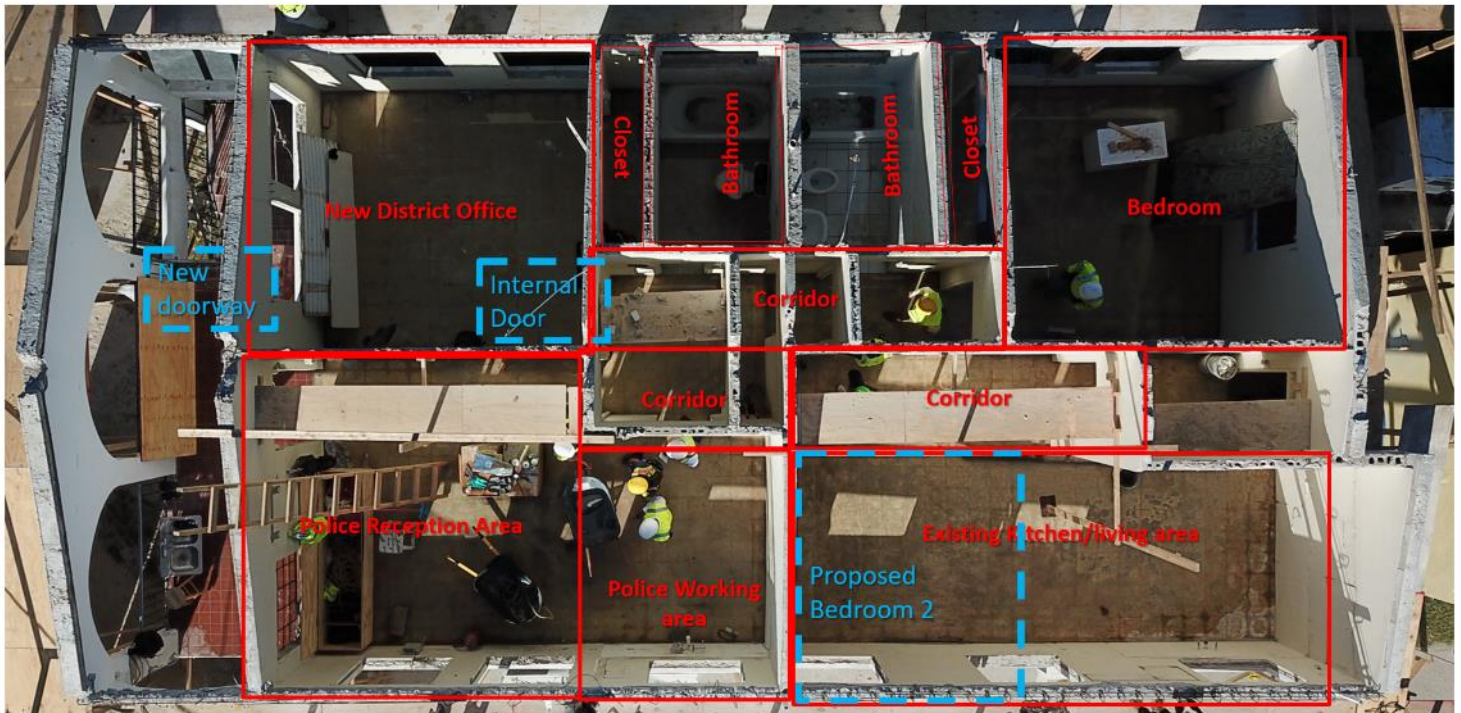 Closet
Bathroom
Bathroom
Closet
New District Office
Bedroom
New
doorway
Internal
Door
Corridor
Corridor
Corridor
Police Reception Area
Existing Kitchen/living area
Police Working
area
Proposed
Bedroom 2